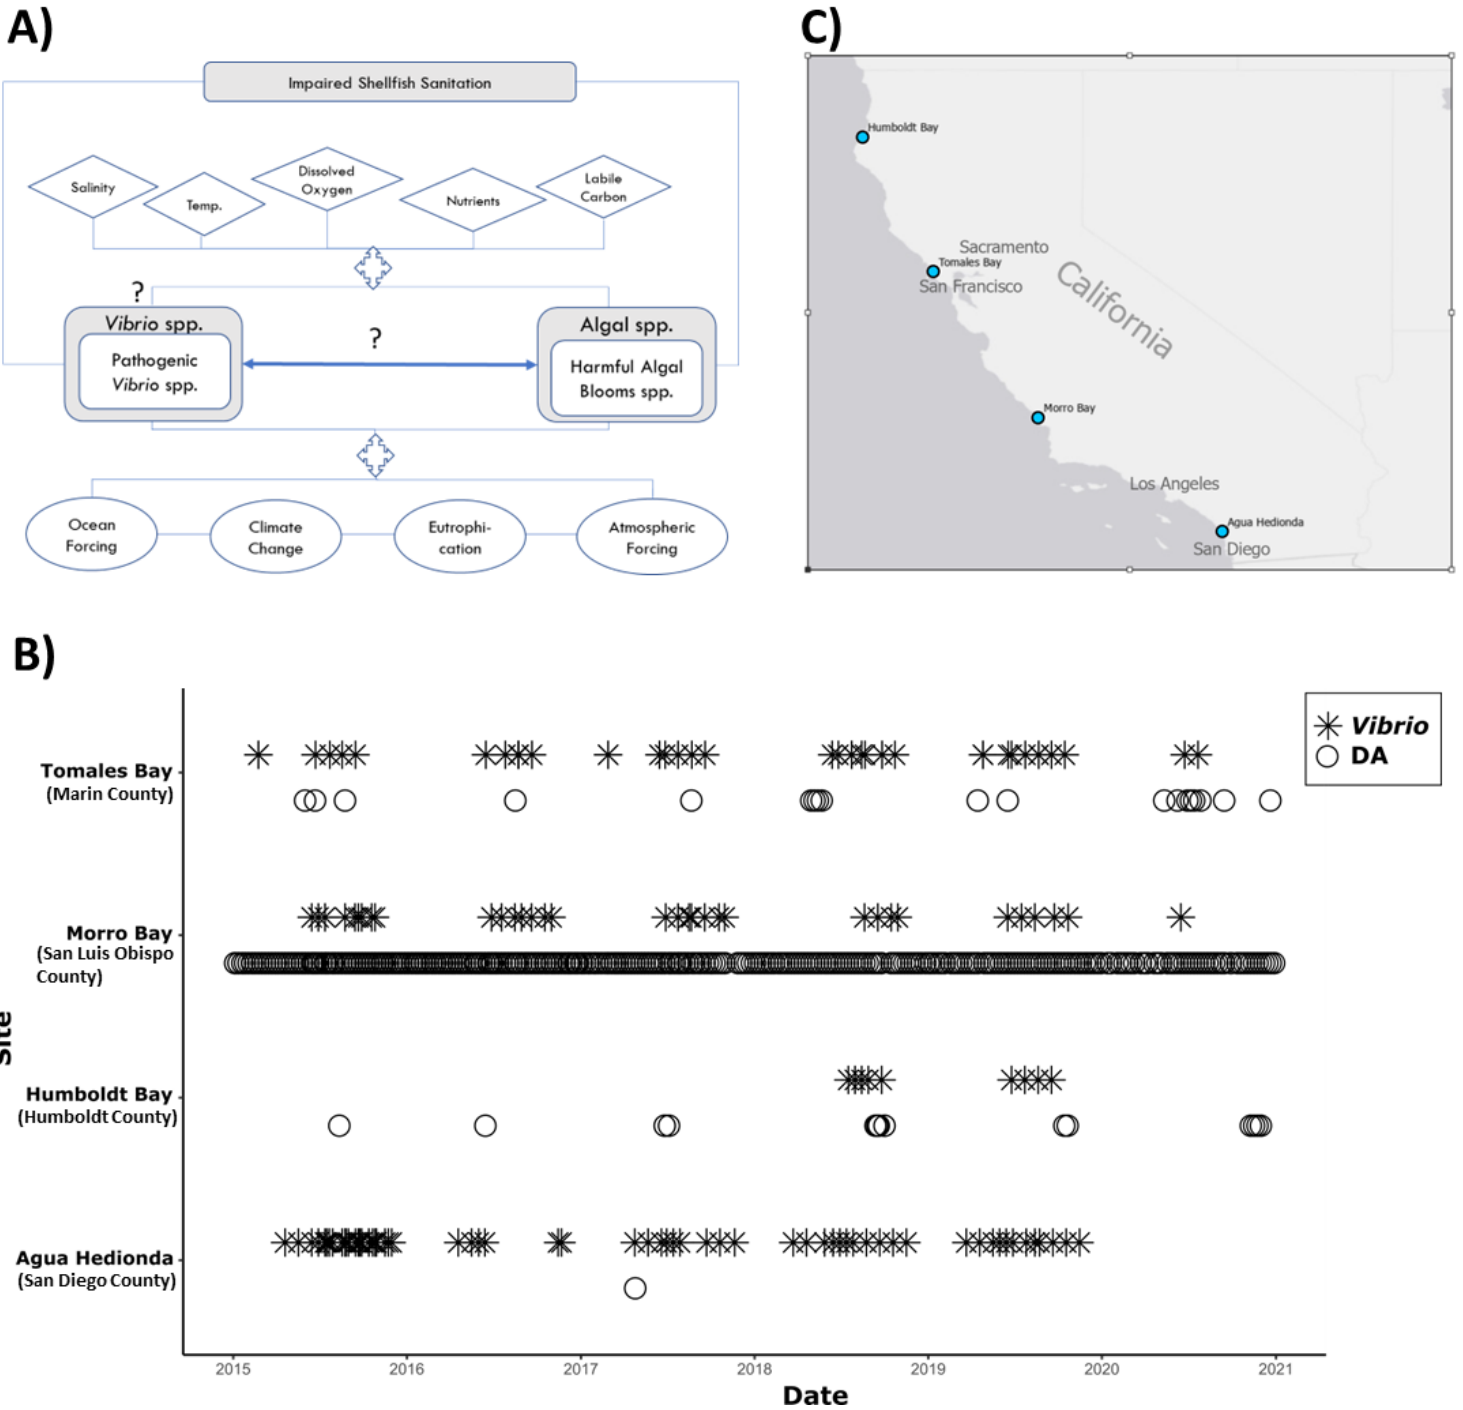 A)
Impaired Shellfish Sanitation
Salinity
Temp.
Dissolved
Oxygen
Nutrients
Labile
Carbon
?
Vibrio spp.
Pathogenic
Vibrio spp.
?
Algal spp.
Harmful Algal
Blooms spp.
Ocean
Forcing
Climate
Change
Eutrophi-
cation
Atmospheric
Forcing
C)
Humboldt Bay
Sacramento
Tomales Bay
San Francisco
California
Morro Bay
Los Angeles
Agua Hedionda
San Diego
B)
Vibrio
DA
Tomales Bay
(Marin County)
Morro Bay
(San Luis Obispo
County)
Site
Humboldt Bay
(Humboldt County)
Agua Hedionda
(San Diego County)
2015 2016 2017 2018 2019 2020 2021
Date